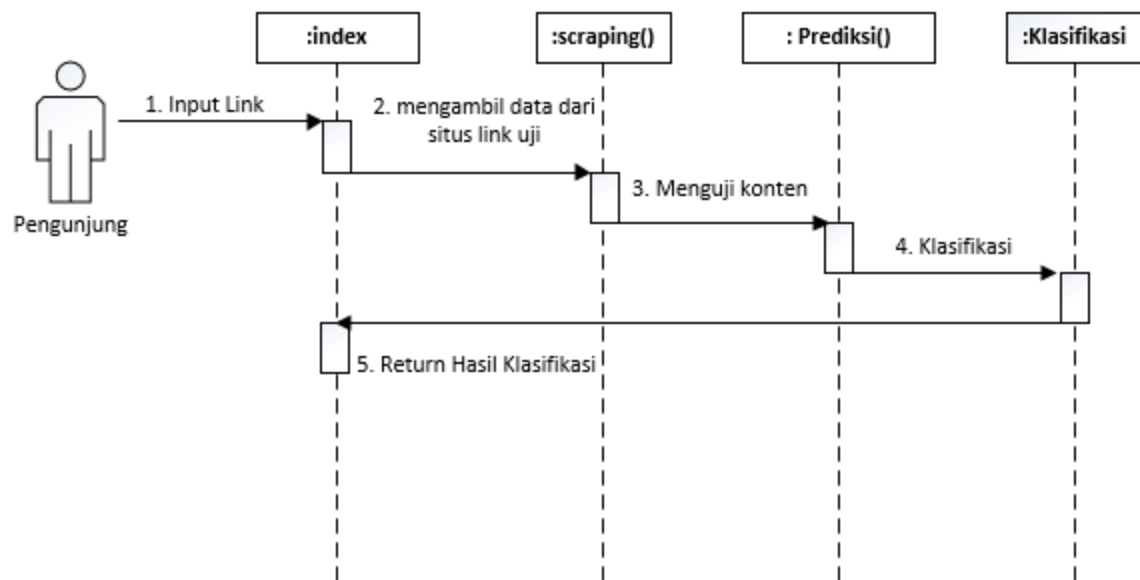 :index
:scraping()
: Prediksi()
:Klasifikasi
1. Input Link
2. mengambil data dari
situs link uji
3. Menguji konten
Pengunjung
4. Klasifikasi
5. Return Hasil Klasifikasi